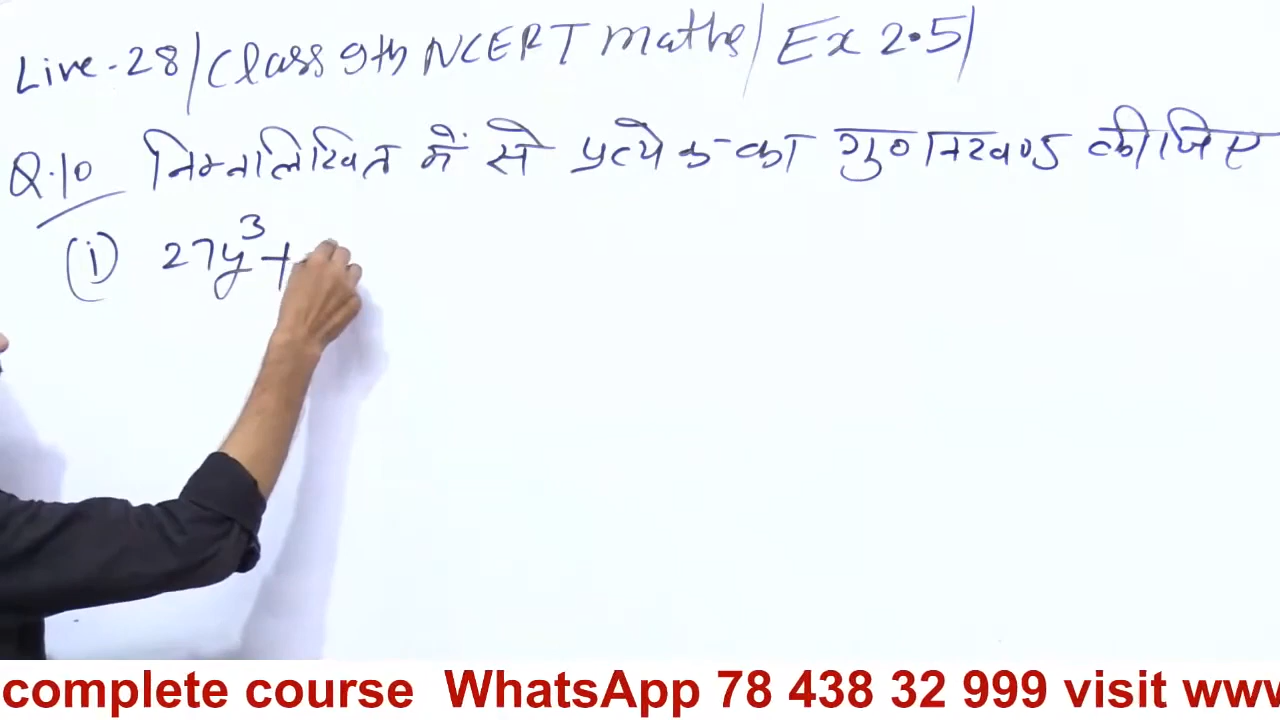 Live-28/Class 9th NCERT maths/Ex 2.5/
Q.10 निम्नलिखित में से प्रत्येक का गुणनखण्ड कीजिए
(i) 27y³+
complete course WhatsApp 78 438 32 999 visit www